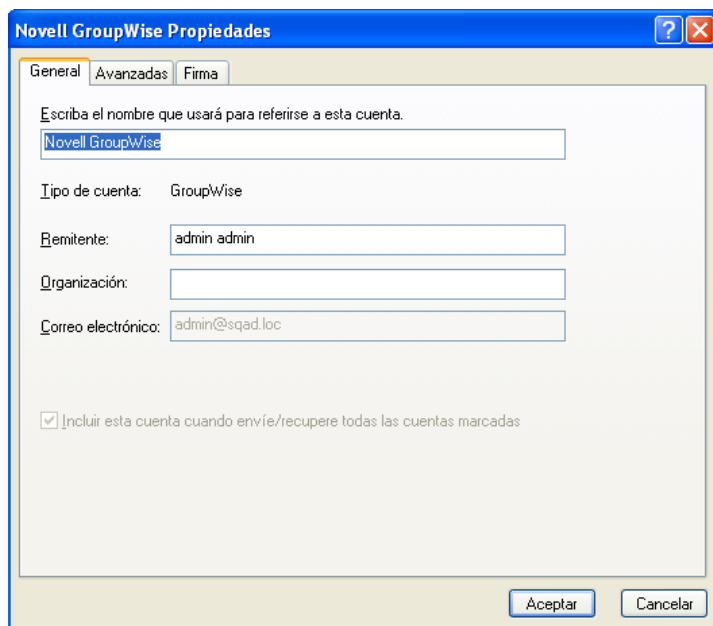 Novell GroupWise Propiedades
General Avanzadas Firma
Escriba el nombre que usará para referirse a esta cuenta.
Novell GroupWise
Tipo de cuenta: GroupWise
Remitente: admin admin
Organización:
Correo electrónico: admin@sqad.loc
Incluir esta cuenta cuando envíe/recupere todas las cuentas marcadas
Aceptar Cancelar